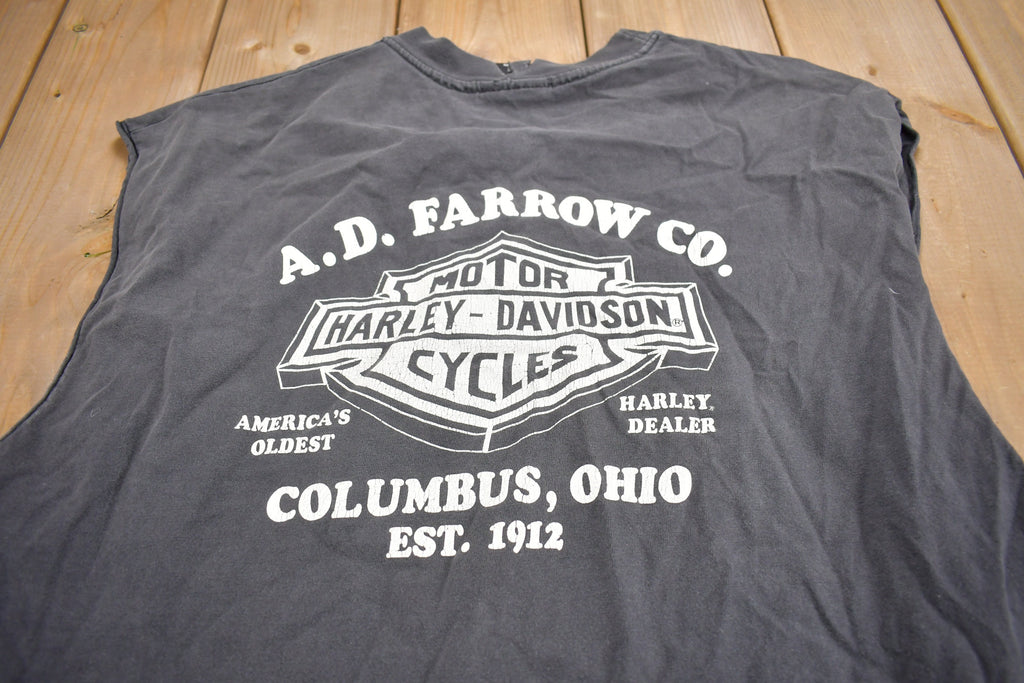 A.D. FARROW CO.
MOTOR
HARLEY-DAVIDSON®
CYCLES
AMERICA'S
OLDEST
HARLEY
DEALER
COLUMBUS, OHIO
EST. 1912